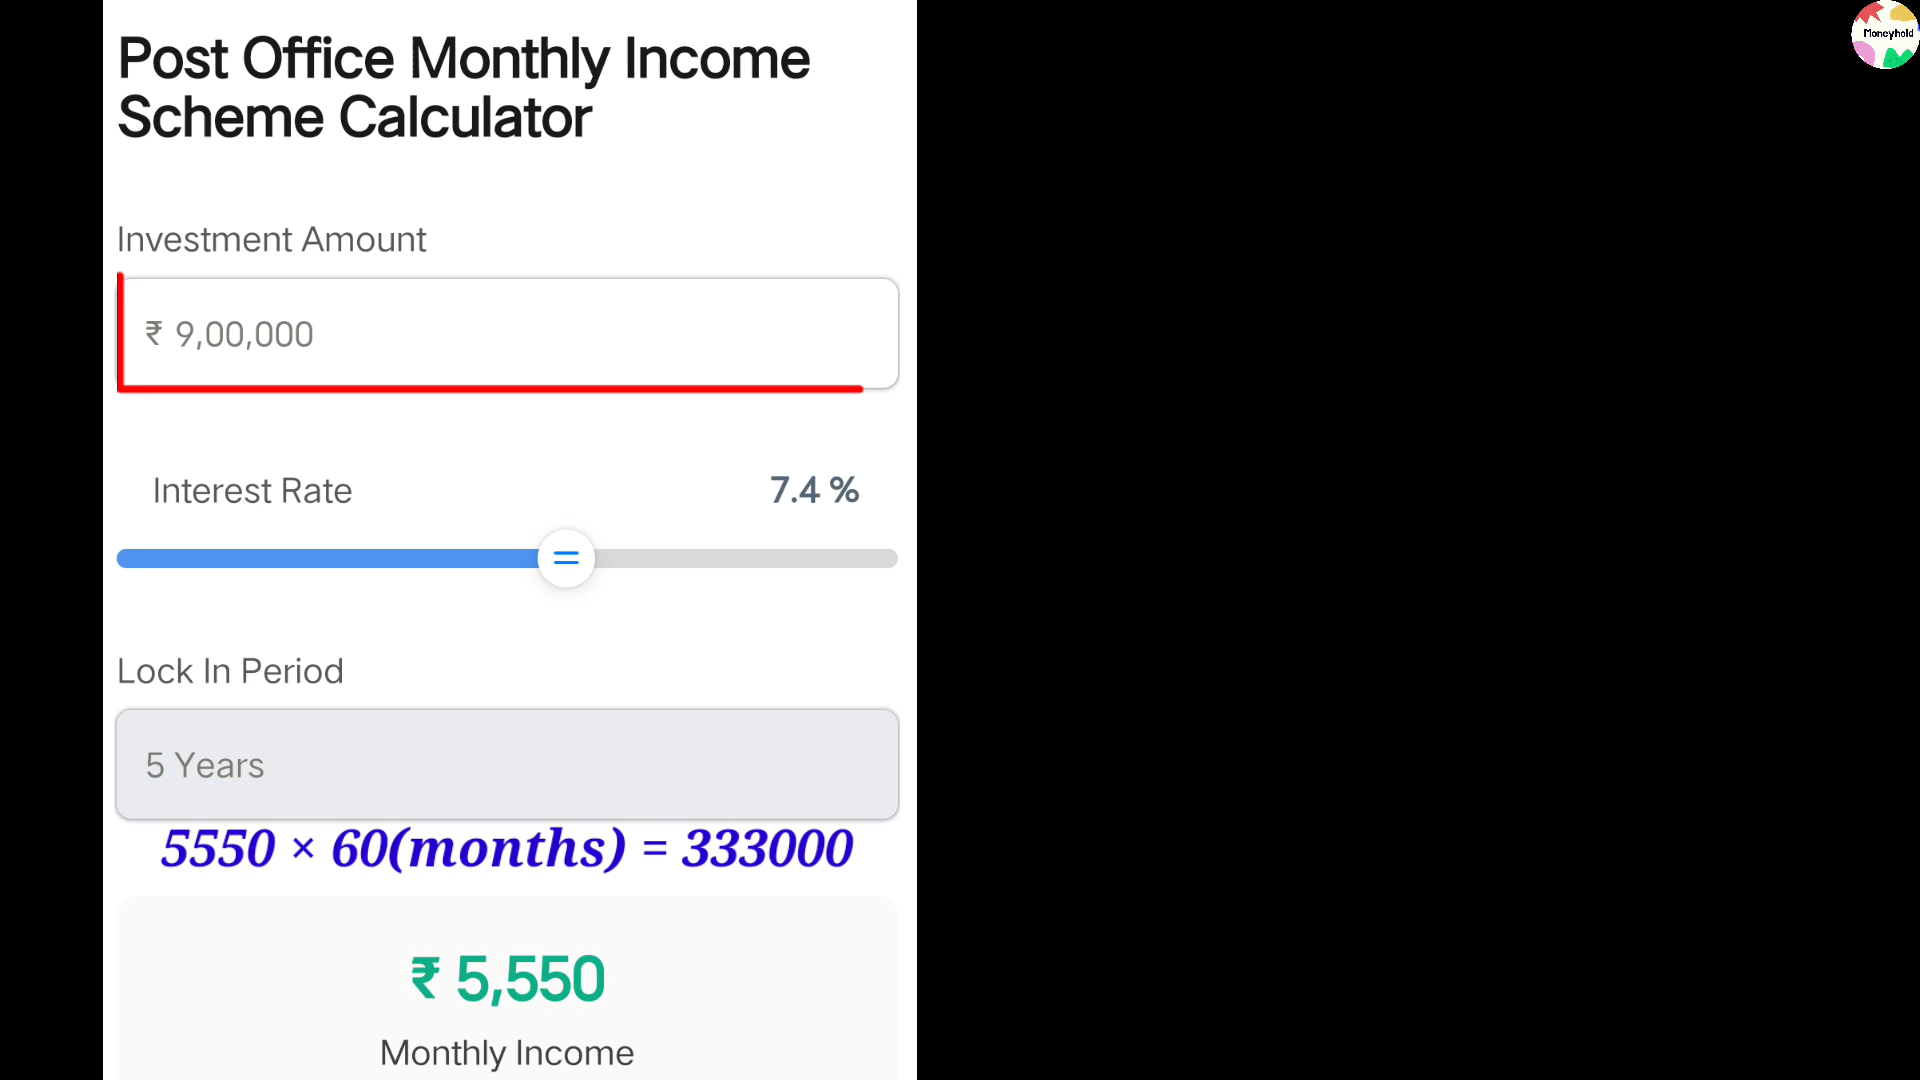 Post Office Monthly Income
Scheme Calculator
Moneyhold
Investment Amount
₹ 9,00,000
Interest Rate 7.4 %
Lock In Period
5 Years
5550 × 60(months) = 333000
₹ 5,550
Monthly Income